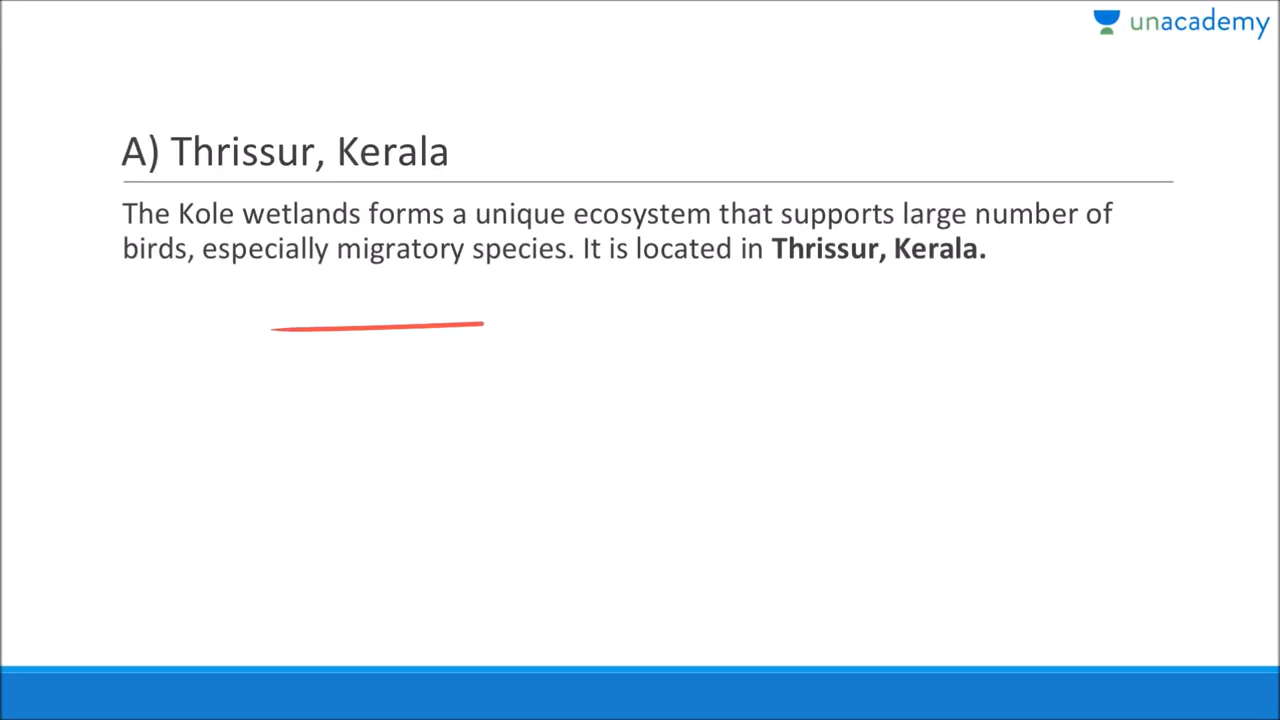 unacademy
A) Thrissur, Kerala
The Kole wetlands forms a unique ecosystem that supports large number of
birds, especially migratory species. It is located in Thrissur, Kerala.